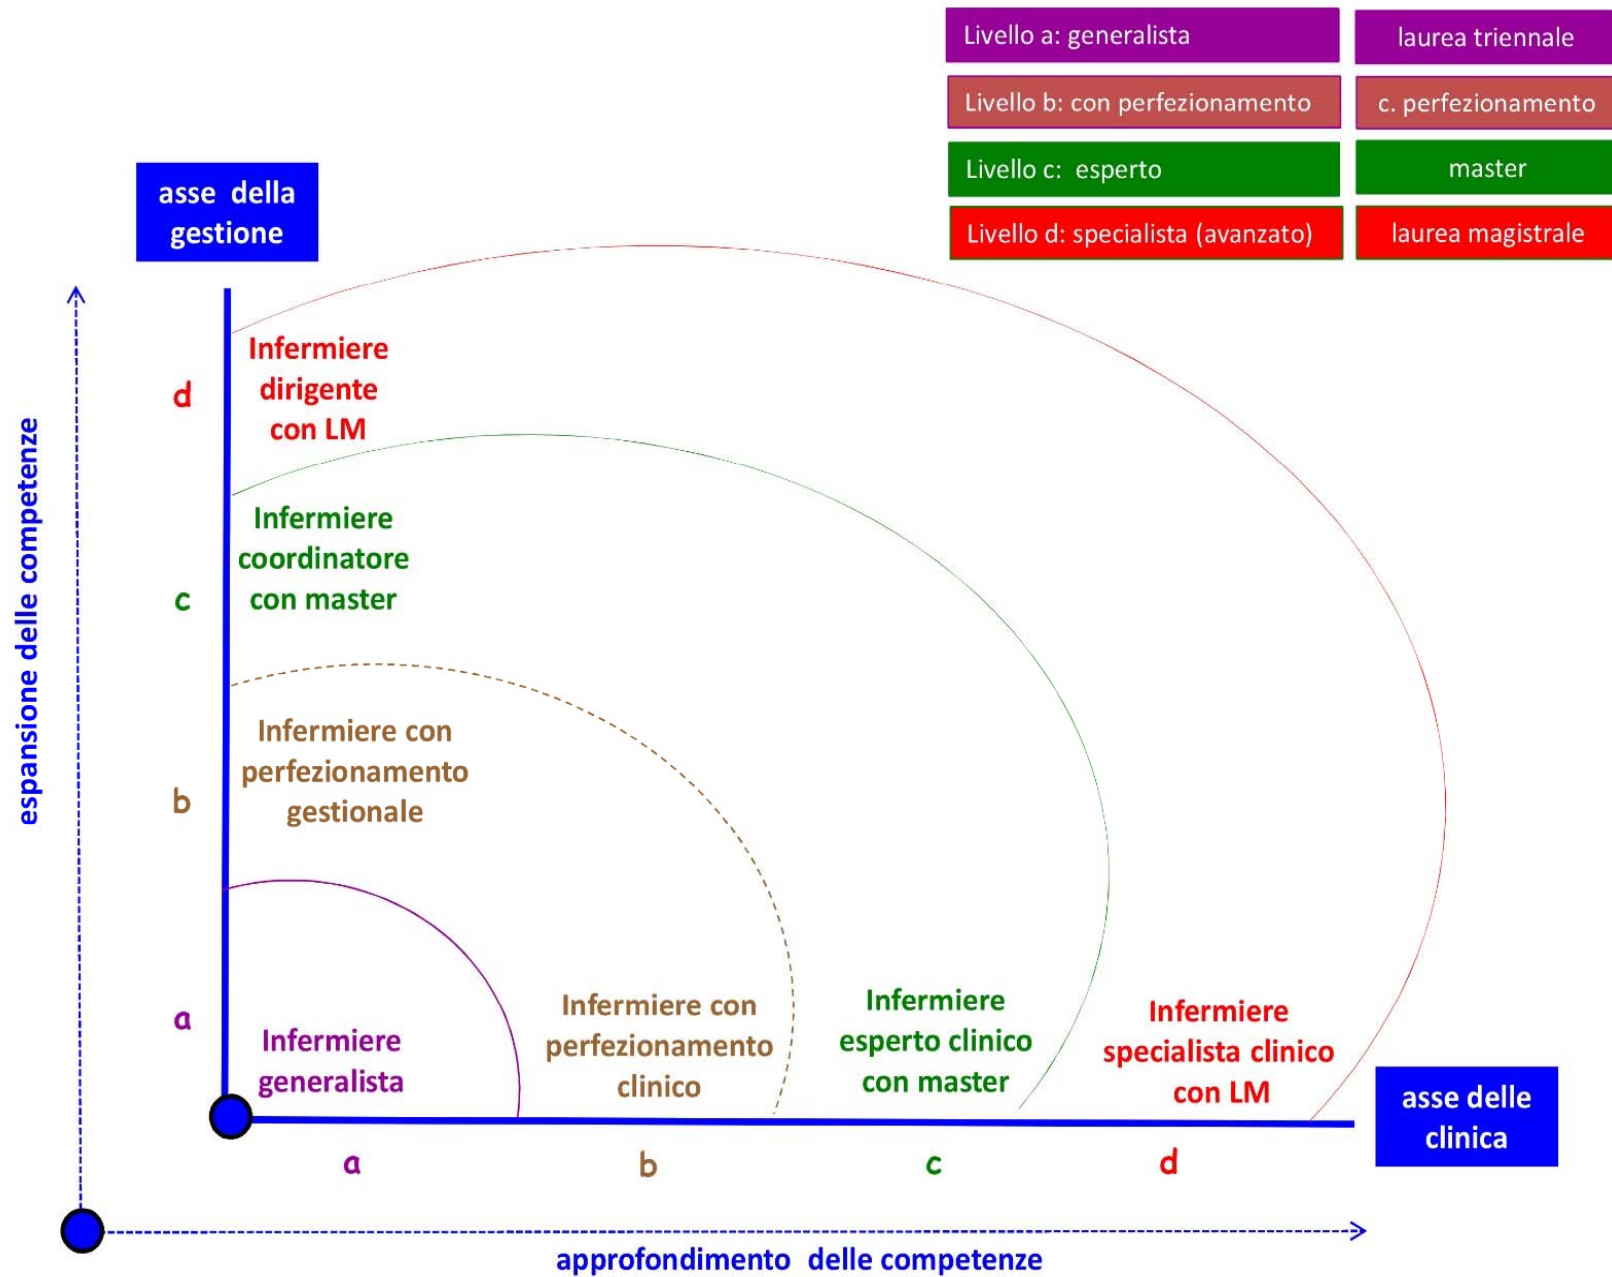 Livello a: generalista
laurea triennale
Livello b: con perfezionamento
c. perfezionamento
Livello c: esperto
master
Livello d: specialista (avanzato)
laurea magistrale
asse della
gestione
espansione delle competenze
d
Infermiere
dirigente
con LM
c
Infermiere
coordinatore
con master
b
Infermiere con
perfezionamento
gestionale
a
Infermiere
generalista
Infermiere con
perfezionamento
clinico
Infermiere
esperto clinico
con master
Infermiere
specialista clinico
con LM
asse delle
clinica
a
b
c
d
approfondimento delle competenze